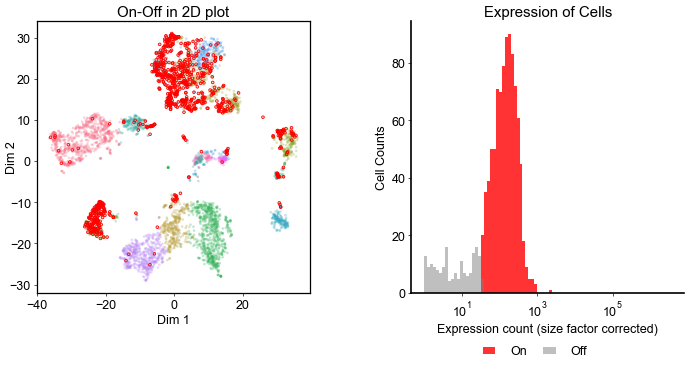 On-Off in 2D plot
Dim 2
30
20
10
0
−10
−20
−30
−40
−20
0
20
Dim 1
Expression of Cells
Cell Counts
80
60
40
20
0
10^1
10^3
10^5
Expression count (size factor corrected)
On Off